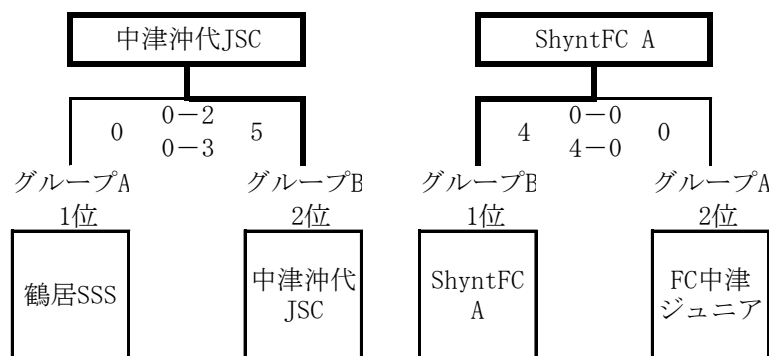 中津沖代JSC
ShyntFC A
0 0－2 5
0－3
4 0－0 0
4－0
グループA
1位
グループB
2位
グループB
1位
グループA
2位
鶴居SSS
中津沖代
JSC
ShyntFC
A
FC中津
ジュニア